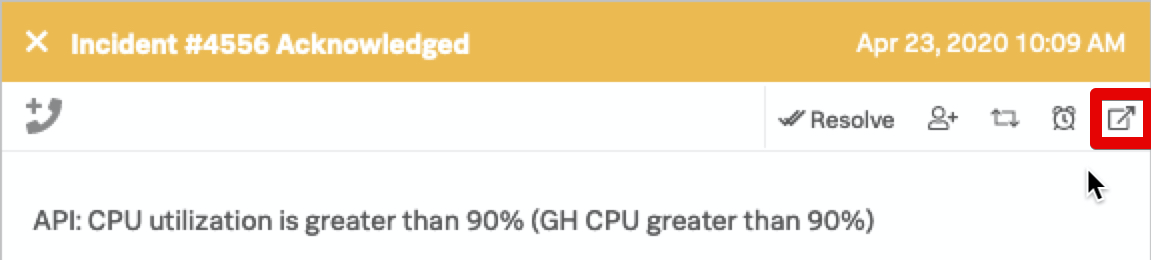 Incident #4556 Acknowledged
Apr 23, 2020 10:09 AM
Resolve
API: CPU utilization is greater than 90% (GH CPU greater than 90%)